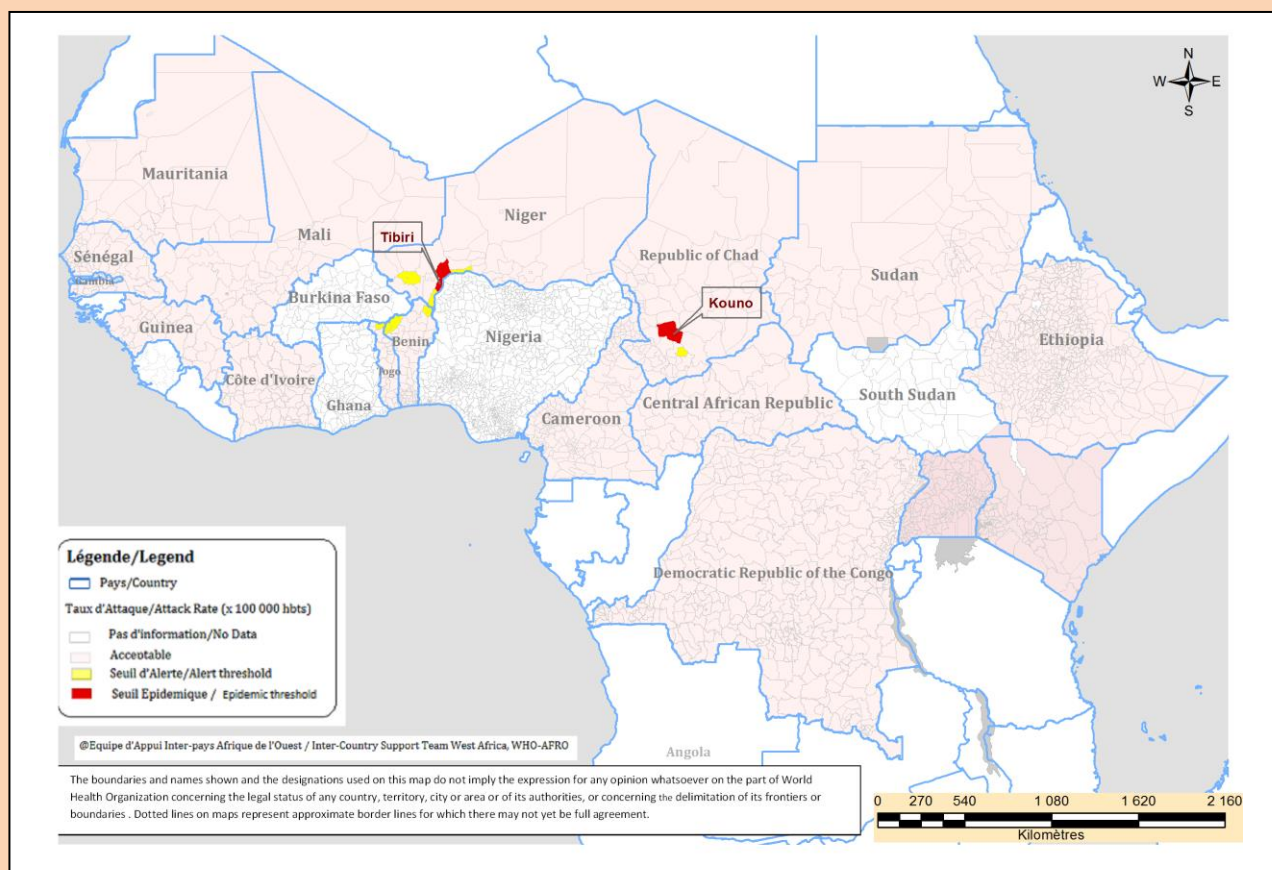 N
W E
S
Mauritania
Niger
Mali
Tibiri
Republic of Chad
Sénégal
Gambia
Sudan
Burkina Faso
Kouno
Guinea
Nigeria
Benin
Ethiopia
Côte d'Ivoire
Togo
Ghana
South Sudan
Central African Republic
Cameroon
Democratic Republic of the Congo
Angola
Légende/Legend
Pays/Country
Taux d'Attaque/Attack Rate (x 100 000 hbts)
Pas d'information/No Data
Acceptable
Seuil d'Alerte/Alert threshold
Seuil Epidemique / Epidemic threshold
@Equipe d'Appui Inter-pays Afrique de l'Ouest / Inter-Country Support Team West Africa, WHO-AFRO
The boundaries and names shown and the designations used on this map do not imply the expression for any opinion whatsoever on the part of World
Health Organization concerning the legal status of any country, territory, city or area or of its authorities, or concerning the delimitation of its frontiers or
boundaries . Dotted lines on maps represent approximate border lines for which there may not yet be full agreement.
0 270 540 1 080 1 620 2 160
Kilomètres